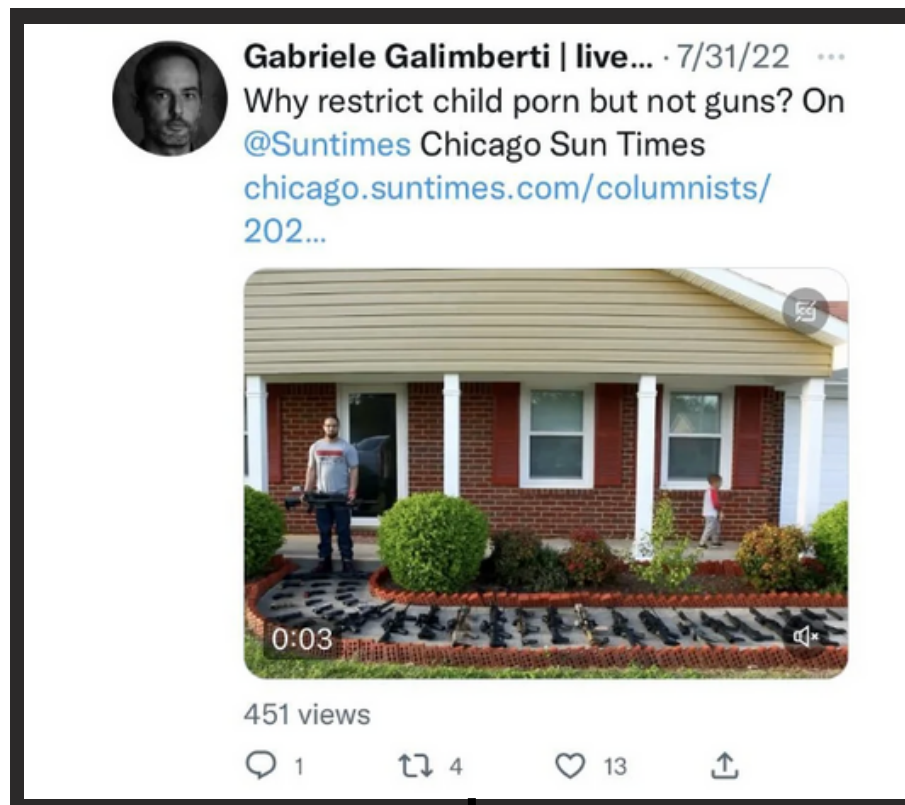 Gabriele Galimberti | live... · 7/31/22 ...
Why restrict child porn but not guns? On
@Suntimes Chicago Sun Times
chicago.suntimes.com/columnists/
202...
0:03
451 views
1 4 13